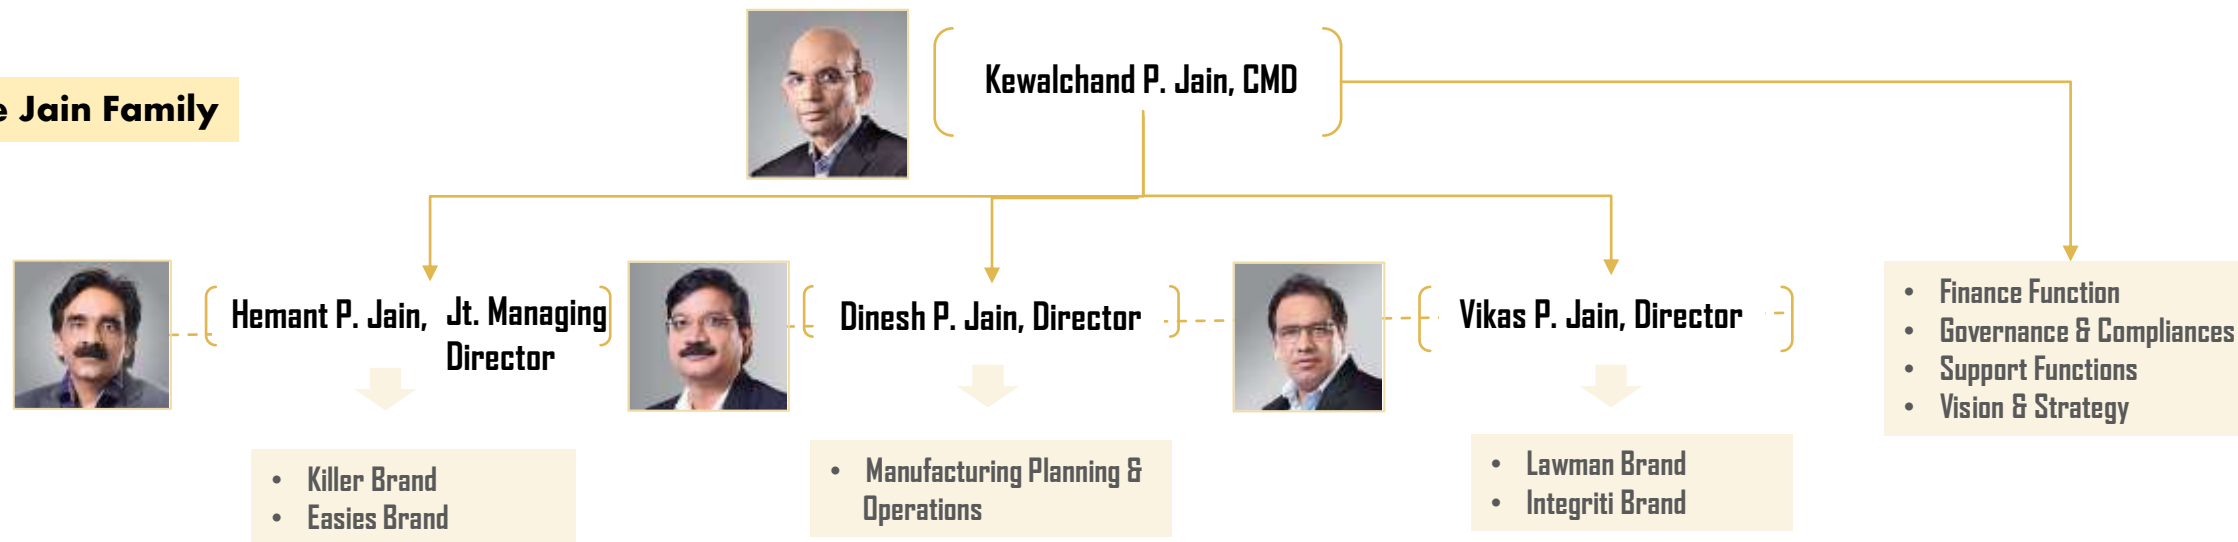 Kewalchand P. Jain, CMD
e Jain Family
Hemant P. Jain, Jt. Managing
Director
Dinesh P. Jain, Director
Vikas P. Jain, Director
• Finance Function
• Governance & Compliances
• Support Functions
• Vision & Strategy
• Killer Brand
• Easies Brand
• Manufacturing Planning &
Operations
• Lawman Brand
• Integriti Brand